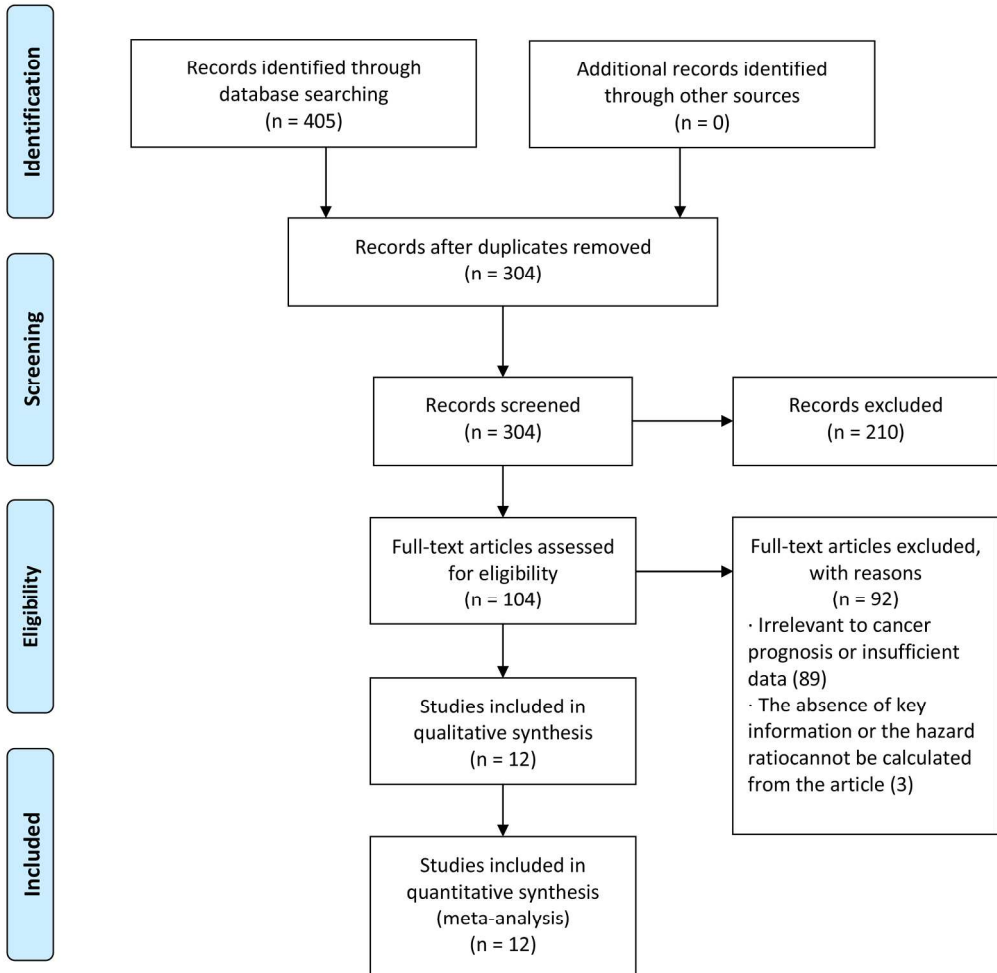 Identification
Records identified through
database searching
(n = 405)
Additional records identified
through other sources
(n = 0)
Records after duplicates removed
(n = 304)
Screening
Records screened
(n = 304)
Records excluded
(n = 210)
Eligibility
Full-text articles assessed
for eligibility
(n = 104)
Full-text articles excluded,
with reasons
(n = 92)
· Irrelevant to cancer
prognosis or insufficient
data (89)
· The absence of key
information or the hazard
ratiocannot be calculated
from the article (3)
Studies included in
qualitative synthesis
(n = 12)
Included
Studies included in
quantitative synthesis
(meta-analysis)
(n = 12)